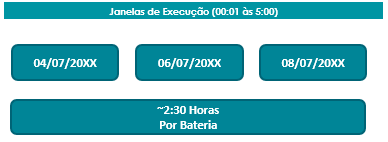 Janelas de Execução (00:01 às 5:00)
04/07/20XX 06/07/20XX 08/07/20XX
~2:30 Horas
Por Bateria